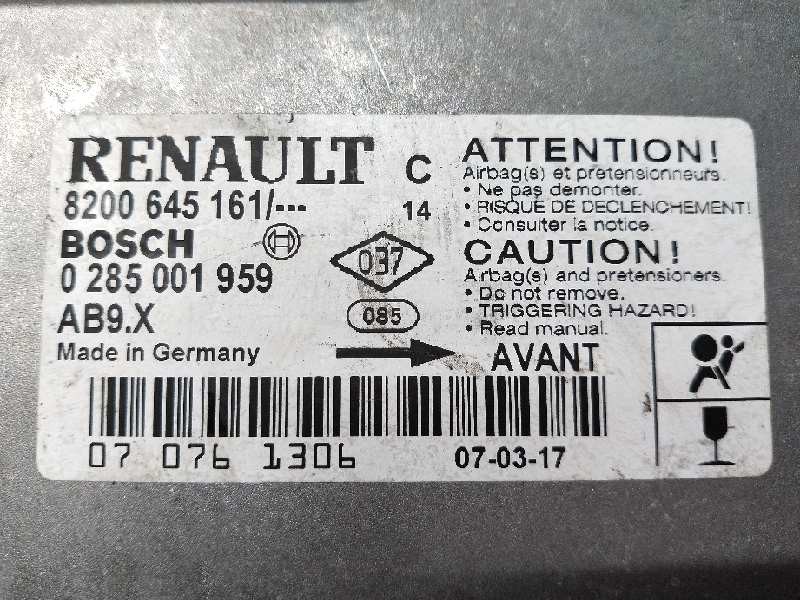 RENAULT C
8200 645 161/---
14
BOSCH
0 285 001 959
037
AB9.X
085
Made in Germany
AVANT
07 076 1306
07-03-17
ATTENTION!
Airbag(s) et pretensionneurs.
• Ne pas demonter.
• RISQUE DE DECLENCHEMENT!
• Consulter la notice.
CAUTION!
Airbag(s) and pretensioners.
• Do not remove.
• TRIGGERING HAZARD!
• Read manual.